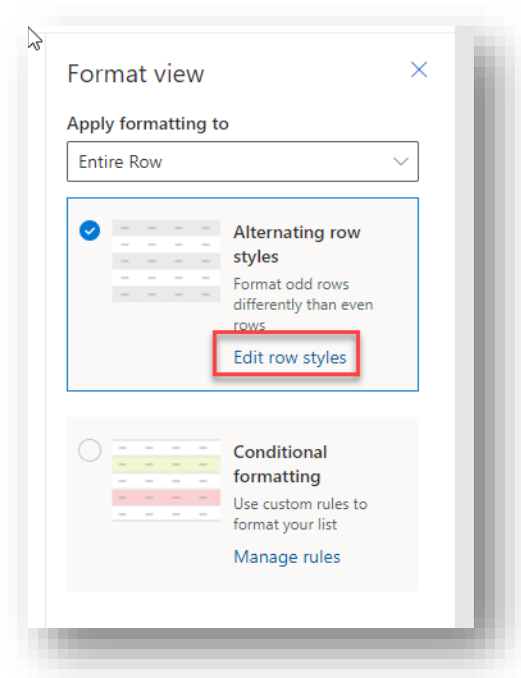 Format view
Apply formatting to
Entire Row
Alternating row
styles
Format odd rows
differently than even
rows
Edit row styles
Conditional
formatting
Use custom rules to
format your list
Manage rules